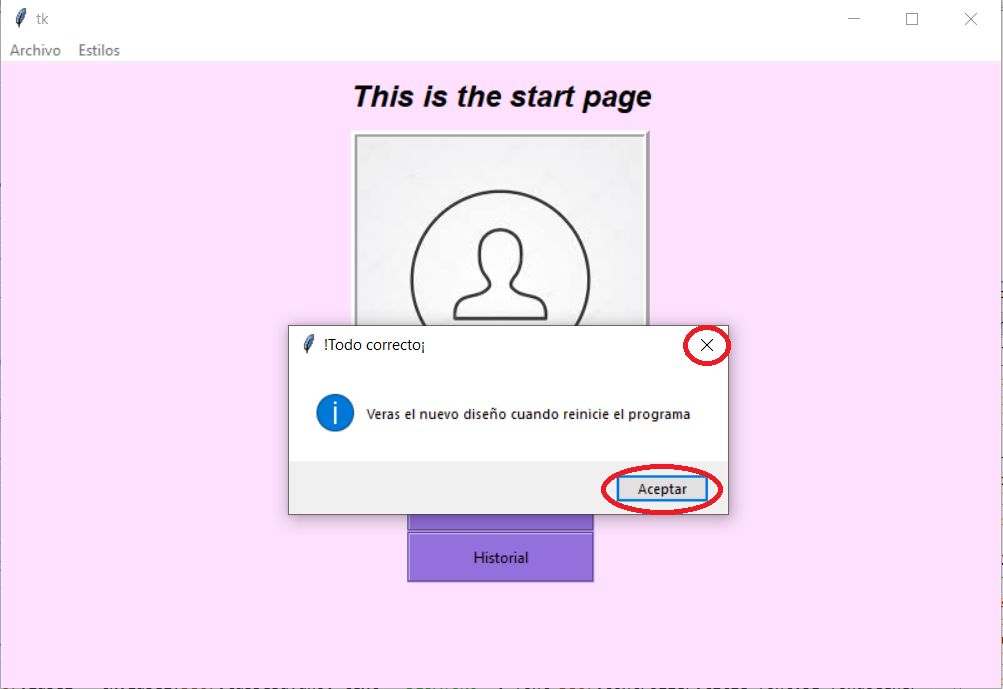 tk
Archivo Estilos
This is the start page
!Todo correcto¡
Veras el nuevo diseño cuando reinicie el programa
Aceptar
Historial